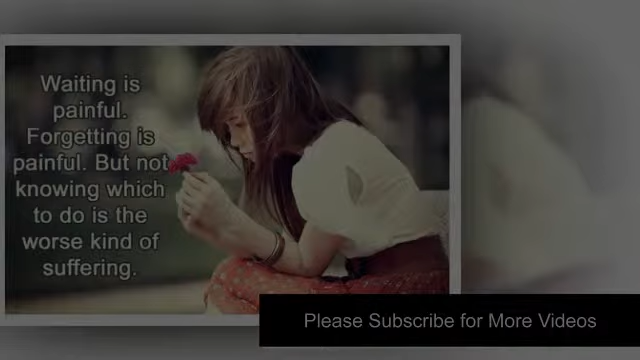 Waiting is
painful.
Forgetting is
painful. But not
knowing which
to do is the
worse kind of
suffering.
Please Subscribe for More Videos